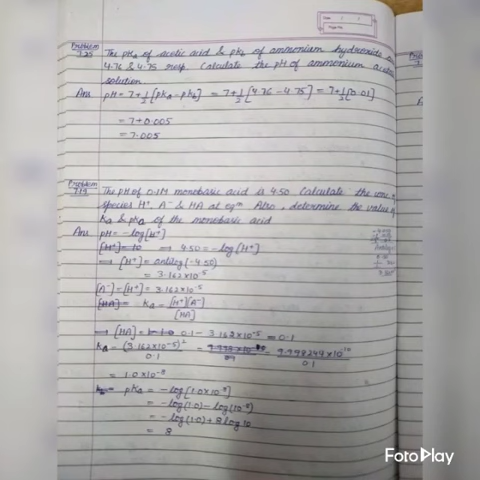 Problem
7.25 The pKa of acetic acid & pKb of ammonium hydroxide are
4.76 & 4.75 resp. Calculate the pH of ammonium acetate
solution.
Ans pH = 7+1/2[pKa-pKb] = 7+1/2[4.76-4.75] = 7+1/2[0.01]
= 7+0.005
= 7.005
Problem
7.19 The pH of 0.1M monobasic acid is 4.50 Calculate the conc. of
species H⁺, A⁻ & HA at eqm Also, determine the value of
Ka & pKa of the monobasic acid
Ans pH = -log[H⁺]
[H⁺] = 10 ⟹ 4.50 = -log[H⁺]
⟹ [H⁺] = antilog(-4.50)
= 3.162×10⁻⁵
[A⁻] = [H⁺] = 3.162×10⁻⁵
[HA] = Ka = [H⁺][A⁻]
[HA]
⟹ [HA] = 0.1 - 3.162×10⁻⁵ = 0.1
Ka = (3.162×10⁻⁵)² = 9.998244×10⁻¹⁰
0.1 0.1
= 1.0×10⁻⁸
pKa = -log[1.0×10⁻⁸]
= -log(1.0)-log(10⁻⁸)
= -log(1.0)+8log10
= 8
FotoPlay